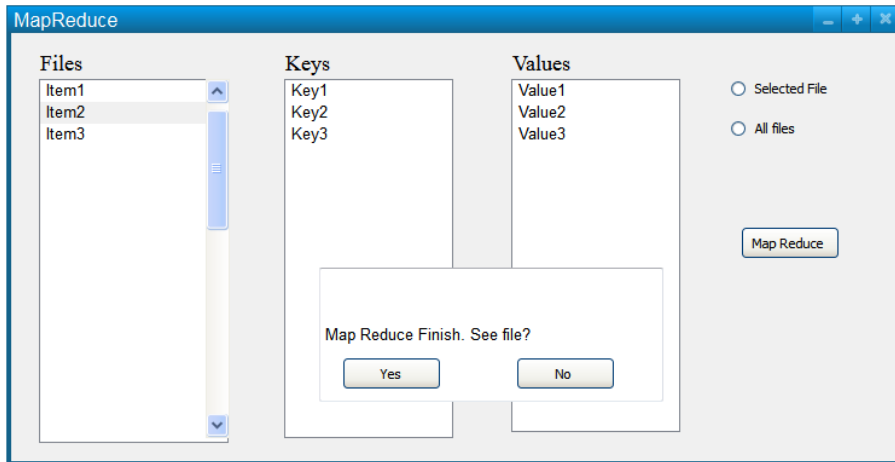 MapReduce
Files
Item1
Item2
Item3
Keys
Key1
Key2
Key3
Values
Value1
Value2
Value3
Selected File
All files
Map Reduce
Map Reduce Finish. See file?
Yes
No